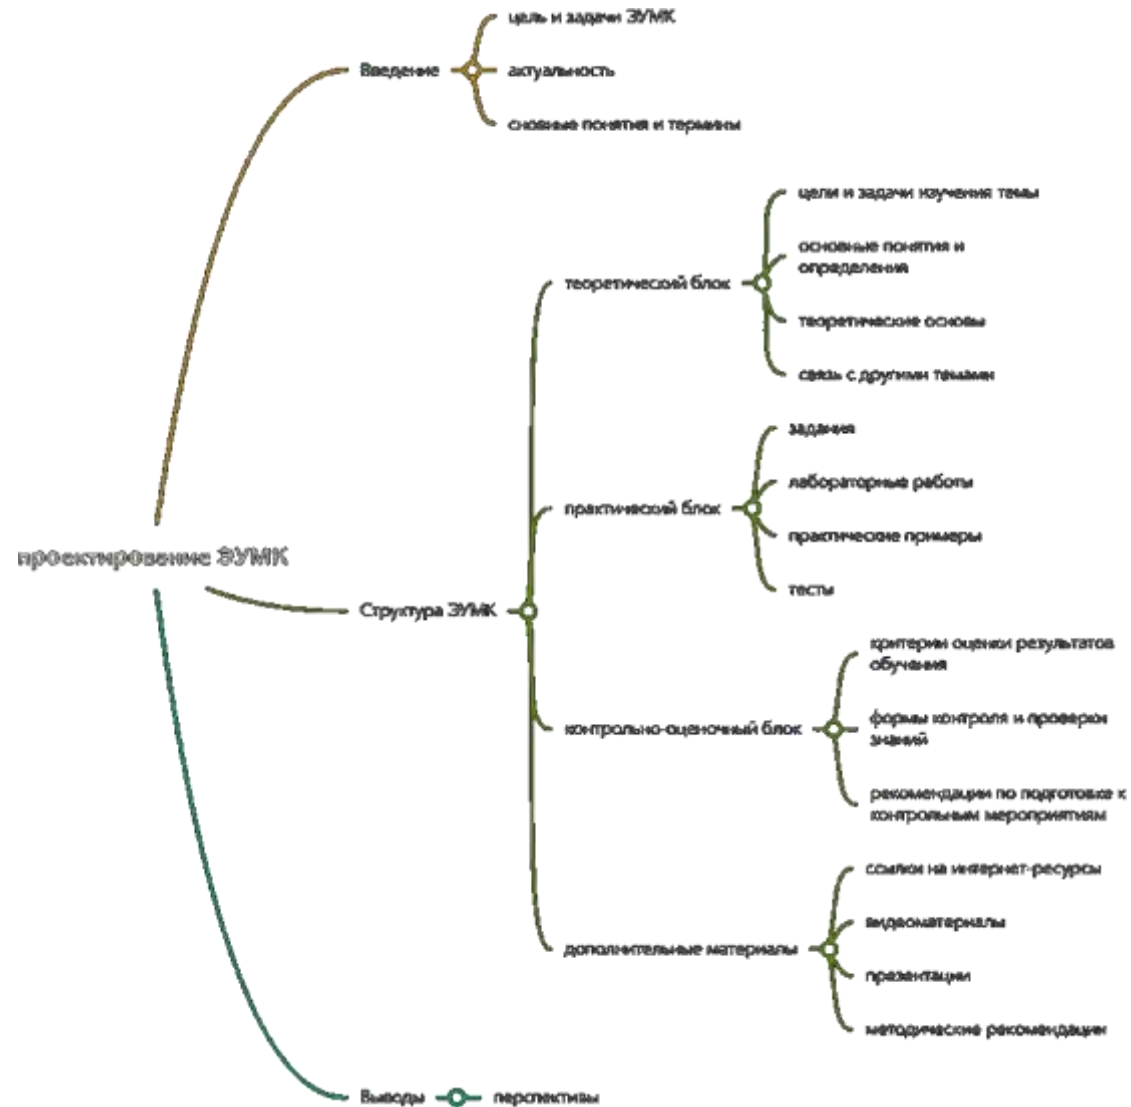 цель и задачи ЭУМК
Введение
актуальность
сновные понятия и термины
цели и задачи изучения темы
основные понятия и
определения
теоретический блок
теоретические основы
связь с другими темами
задания
лабораторные работы
практический блок
практические примеры
тесты
проектирование ЭУМК
Структура ЭУМК
критерии оценки результатов
обучения
контрольно-оценочный блок
формы контроля и проверки
знаний
рекомендации по подготовке к
контрольным мероприятиям
ссылки на интернет-ресурсы
видеоматериалы
дополнительные материалы
презентации
методические рекомендации
Выводы
перспективы